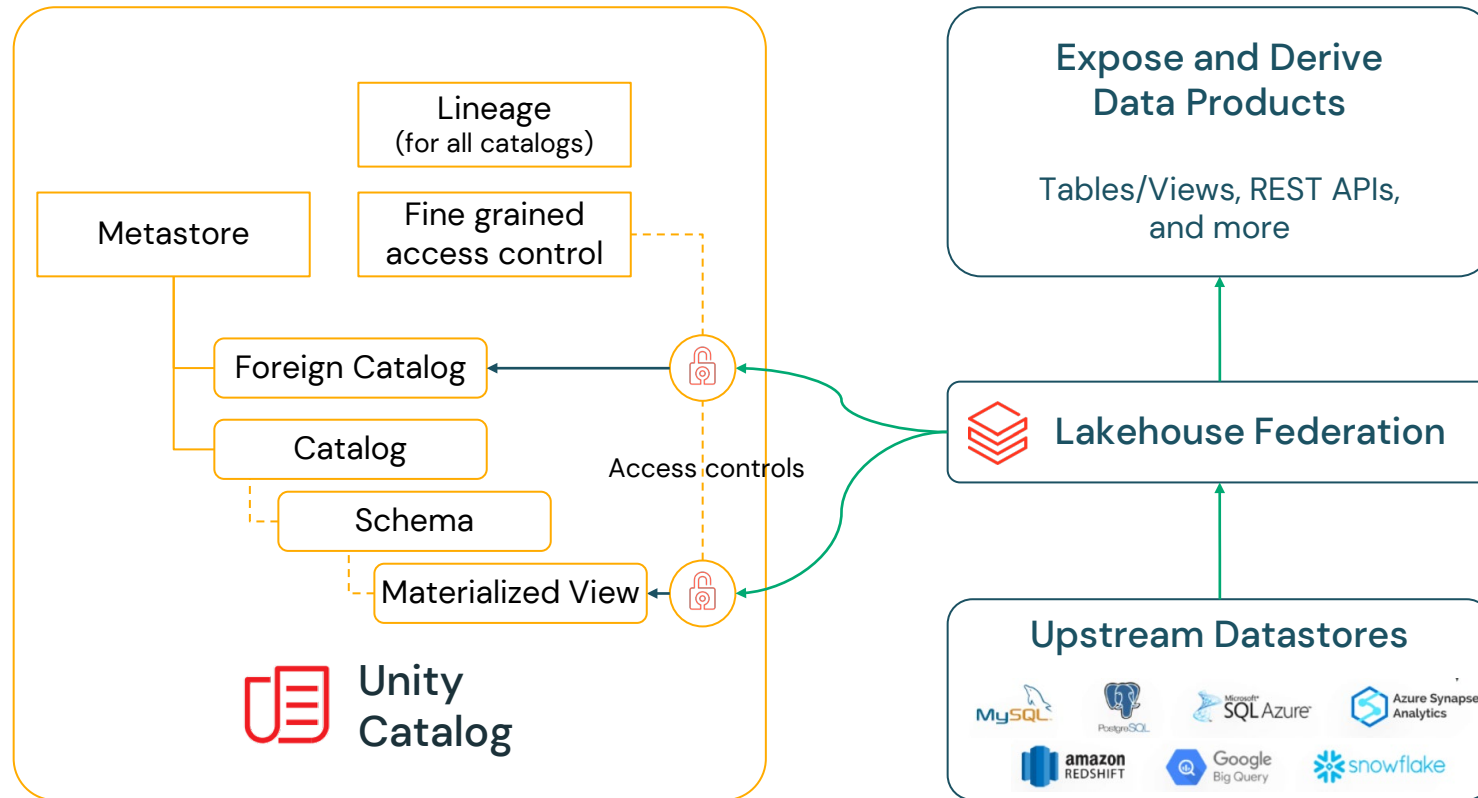 Lineage
(for all catalogs)
Metastore
Fine grained
access control
Foreign Catalog
Catalog
Access controls
Schema
Materialized View
Unity
Catalog
Expose and Derive
Data Products
Tables/Views, REST APIs,
and more
Lakehouse Federation
Upstream Datastores
MySQL
PostgreSQL
Microsoft
SQL Azure
Azure Synapse
Analytics
amazon
REDSHIFT
Google
Big Query
snowflake